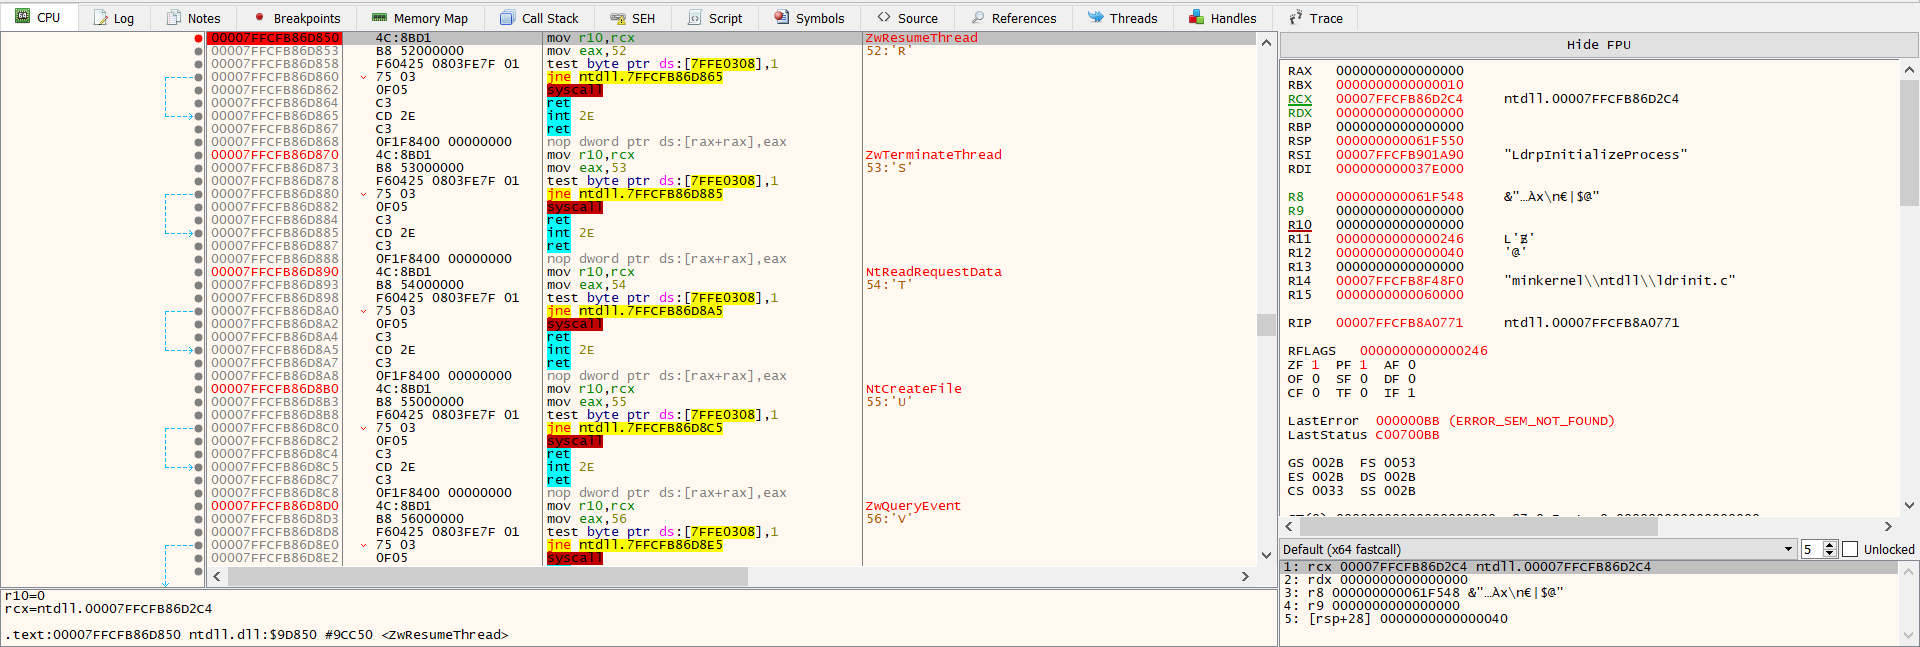 CPU Log Notes Breakpoints Memory Map Call Stack SEH Script Symbols Source References Threads Handles Trace
00007FFCFB86D850 4C:8BD1 mov r10,rcx ZwResumeThread
00007FFCFB86D853 B8 52000000 mov eax,52 52:'R'
00007FFCFB86D858 F60425 0803FE7F 01 test byte ptr ds:[7FFE0308],1
00007FFCFB86D860 75 03 jne ntdll.7FFCFB86D865
00007FFCFB86D862 0F05 syscall
00007FFCFB86D864 C3 ret
00007FFCFB86D865 CD 2E int 2E
00007FFCFB86D867 C3 ret
00007FFCFB86D868 0F1F8400 00000000 nop dword ptr ds:[rax+rax],eax
00007FFCFB86D870 4C:8BD1 mov r10,rcx ZwTerminateThread
00007FFCFB86D873 B8 53000000 mov eax,53 53:'S'
00007FFCFB86D878 F60425 0803FE7F 01 test byte ptr ds:[7FFE0308],1
00007FFCFB86D880 75 03 jne ntdll.7FFCFB86D885
00007FFCFB86D882 0F05 syscall
00007FFCFB86D884 C3 ret
00007FFCFB86D885 CD 2E int 2E
00007FFCFB86D887 C3 ret
00007FFCFB86D888 0F1F8400 00000000 nop dword ptr ds:[rax+rax],eax
00007FFCFB86D890 4C:8BD1 mov r10,rcx NtReadRequestData
00007FFCFB86D893 B8 54000000 mov eax,54 54:'T'
00007FFCFB86D898 F60425 0803FE7F 01 test byte ptr ds:[7FFE0308],1
00007FFCFB86D8A0 75 03 jne ntdll.7FFCFB86D8A5
00007FFCFB86D8A2 0F05 syscall
00007FFCFB86D8A4 C3 ret
00007FFCFB86D8A5 CD 2E int 2E
00007FFCFB86D8A7 C3 ret
00007FFCFB86D8A8 0F1F8400 00000000 nop dword ptr ds:[rax+rax],eax
00007FFCFB86D8B0 4C:8BD1 mov r10,rcx NtCreateFile
00007FFCFB86D8B3 B8 55000000 mov eax,55 55:'U'
00007FFCFB86D8B8 F60425 0803FE7F 01 test byte ptr ds:[7FFE0308],1
00007FFCFB86D8C0 75 03 jne ntdll.7FFCFB86D8C5
00007FFCFB86D8C2 0F05 syscall
00007FFCFB86D8C4 C3 ret
00007FFCFB86D8C5 CD 2E int 2E
00007FFCFB86D8C7 C3 ret
00007FFCFB86D8C8 0F1F8400 00000000 nop dword ptr ds:[rax+rax],eax
00007FFCFB86D8D0 4C:8BD1 mov r10,rcx ZwQueryEvent
00007FFCFB86D8D3 B8 56000000 mov eax,56 56:'V'
00007FFCFB86D8D8 F60425 0803FE7F 01 test byte ptr ds:[7FFE0308],1
00007FFCFB86D8E0 75 03 jne ntdll.7FFCFB86D8E5
00007FFCFB86D8E2 0F05 syscall
r10=0
rcx=ntdll.00007FFCFB86D2C4
.text:00007FFCFB86D850 ntdll.dll:$9D850 #9CC50 <ZwResumeThread>
Hide FPU
RAX 0000000000000000
RBX 0000000000000010
RCX 00007FFCFB86D2C4 ntdll.00007FFCFB86D2C4
RDX 0000000000000000
RBP 0000000000000000
RSP 000000000061F550
RSI 00007FFCFB901A90 "LdrpInitializeProcess"
RDI 000000000037E000
R8 000000000061F548 &"…Àx\n€|$@"
R9 0000000000000000
R10 0000000000000000
R11 0000000000000246
R12 0000000000000040 '@'
R13 0000000000000000
R14 00007FFCFB8F48F0 "minkernel\\ntdll\\ldrinit.c"
R15 0000000000060000
RIP 00007FFCFB8A0771 ntdll.00007FFCFB8A0771
RFLAGS 0000000000000246
ZF 1 PF 1 AF 0
OF 0 SF 0 DF 0
CF 0 TF 0 IF 1
LastError 000000BB (ERROR_SEM_NOT_FOUND)
LastStatus C00700BB
GS 002B FS 0053
ES 002B DS 002B
CS 0033 SS 002B
Default (x64 fastcall) 5 Unlocked
1: rcx 00007FFCFB86D2C4 ntdll.00007FFCFB86D2C4
2: rdx 0000000000000000
3: r8 000000000061F548 &"…Àx\n€|$@"
4: r9 0000000000000000
5: [rsp+28] 0000000000000040